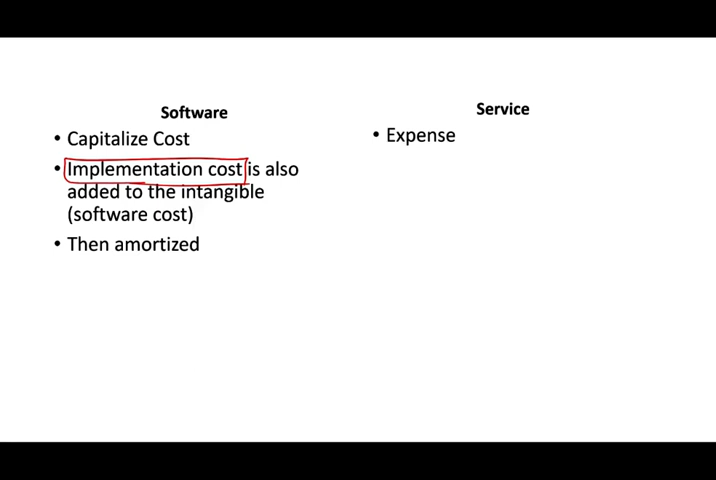 Software
• Capitalize Cost
• Implementation cost is also
added to the intangible
(software cost)
• Then amortized
Service
• Expense